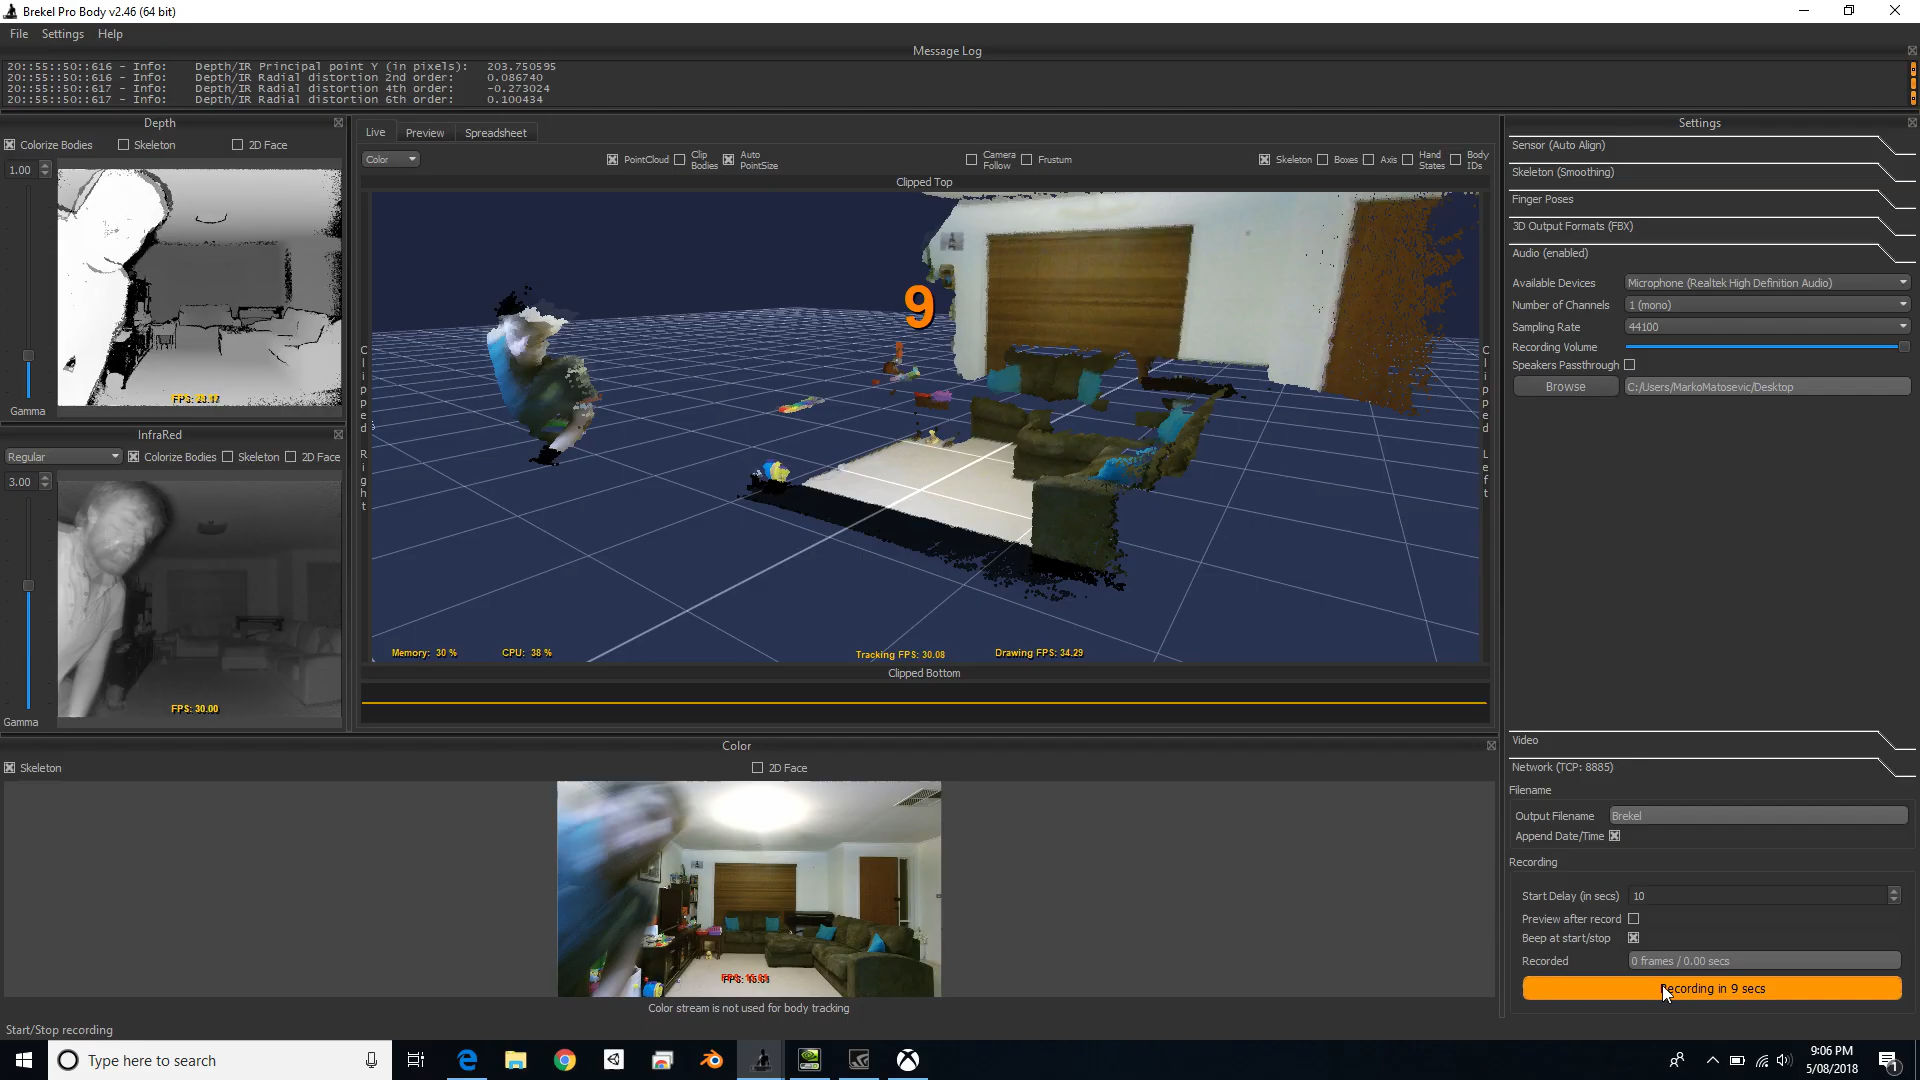 Brekel Pro Body v2.46 (64 bit)
File Settings Help
Message Log
20::55::50::616 - Info: Depth/IR Principal point Y (in pixels): 203.750595
20::55::50::616 - Info: Depth/IR Radial distortion 2nd order: 0.086740
20::55::50::617 - Info: Depth/IR Radial distortion 4th order: -0.273024
20::55::50::617 - Info: Depth/IR Radial distortion 6th order: 0.100434
Depth
Colorize Bodies Skeleton 2D Face
1.00
Gamma
InfraRed
Regular Colorize Bodies Skeleton 2D Face
3.00
FPS: 30.00
Gamma
Live Preview Spreadsheet
Color PointCloud Clip Bodies Auto PointSize Camera Follow Frustum Skeleton Boxes Axis Hand States Body IDs
Clipped Top
Clipped Right
9
Clipped Left
Memory: 30 % CPU: 38 % Tracking FPS: 30.08 Drawing FPS: 34.29
Clipped Bottom
Color
Skeleton 2D Face
Color stream is not used for body tracking
Settings
Sensor (Auto Align)
Skeleton (Smoothing)
Finger Poses
3D Output Formats (FBX)
Audio (enabled)
Available Devices Microphone (Realtek High Definition Audio)
Number of Channels 1 (mono)
Sampling Rate 44100
Recording Volume
Speakers Passthrough
Browse C:/Users/MarkoMatosevic/Desktop
Video
Network (TCP: 8885)
Filename
Output Filename Brekel
Append Date/Time
Recording
Start Delay (in secs) 10
Preview after record
Beep at start/stop
Recorded 0 frames / 0.00 secs
Recording in 9 secs
Start/Stop recording
Type here to search
9:06 PM
5/08/2018
1